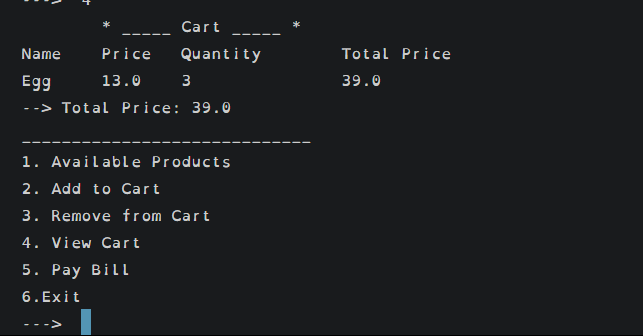 ---> 4
* _____ Cart _____ *
Name Price Quantity Total Price
Egg 13.0 3 39.0
--> Total Price: 39.0
_____________________________
1. Available Products
2. Add to Cart
3. Remove from Cart
4. View Cart
5. Pay Bill
6.Exit
--->